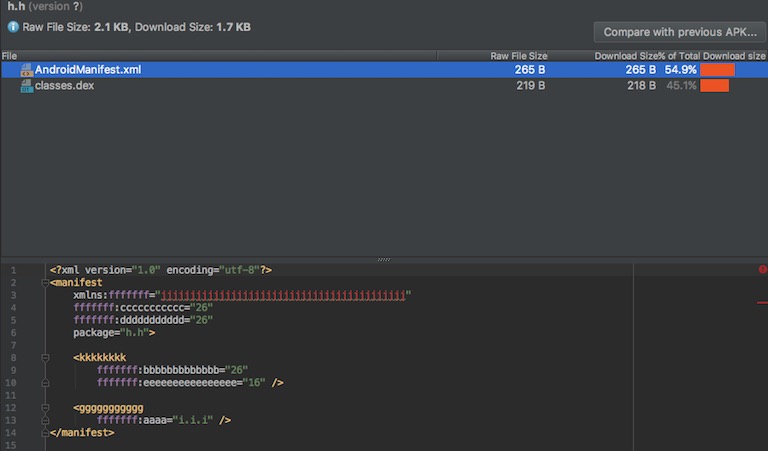 h.h (version ?)
Raw File Size: 2.1 KB, Download Size: 1.7 KB
Compare with previous APK...
File Raw File Size Download Size% of Total Download size
AndroidManifest.xml 265 B 265 B 54.9%
classes.dex 219 B 218 B 45.1%
1 <?xml version="1.0" encoding="utf-8"?>
2 <manifest
3 xmlns:fffffff="jjjjjjjjjjjjjjjjjjjjjjjjjjjjjjjjjjjjjjjjjj"
4 fffffff:ccccccccccc="26"
5 fffffff:ddddddddddd="26"
6 package="h.h">
7
8 <kkkkkkkk
9 fffffff:bbbbbbbbbbbbb="26"
10 fffffff:eeeeeeeeeeeeeeee="16" />
11
12 <ggggggggggg
13 fffffff:aaaa="i.i.i" />
14 </manifest>
15